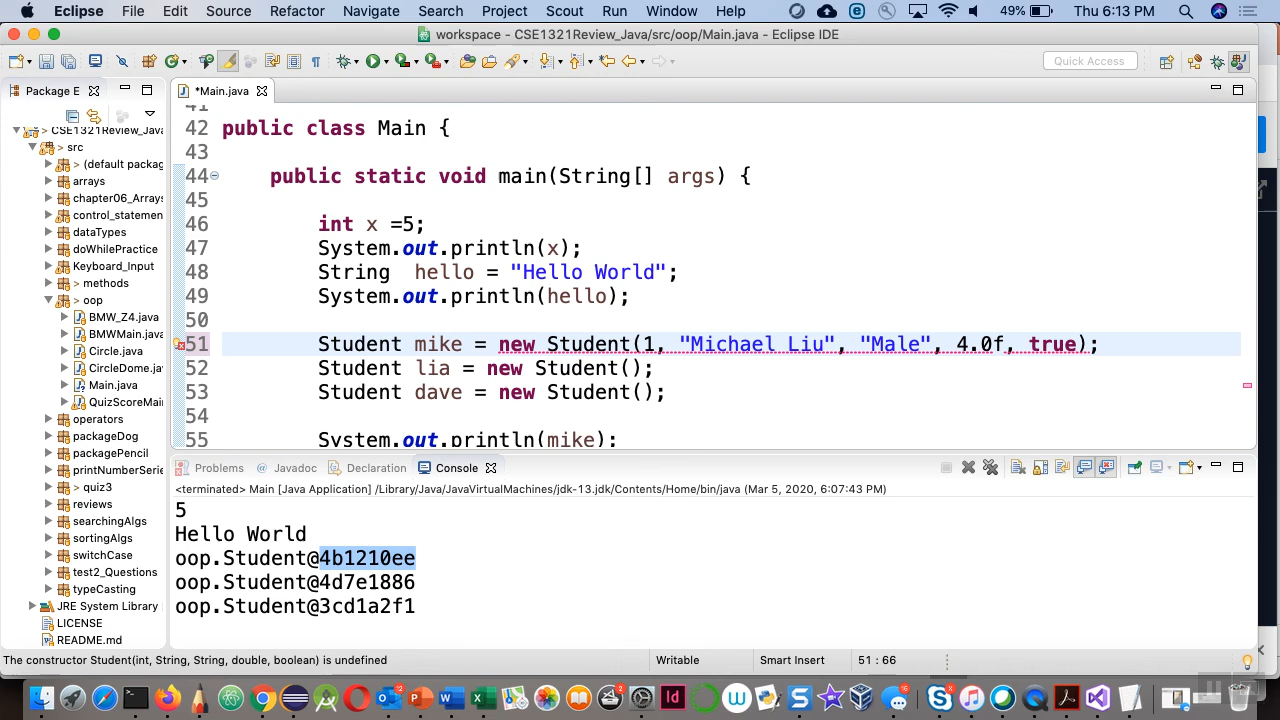 Eclipse File Edit Source Refactor Navigate Search Project Scout Run Window Help 49% Thu 6:13 PM
workspace - CSE1321Review_Java/src/oop/Main.java - Eclipse IDE
Quick Access
Package E
*Main.java
CSE1321Review_Java
> src
> (default packag
arrays
chapter06_Arrays
control_statemen
dataTypes
doWhilePractice
Keyboard_Input
> methods
> oop
BMW_Z4.java
BMWMain.java
Circle.java
CircleDome.ja
Main.java
QuizScoreMai
operators
packageDog
packagePencil
printNumberSerie
> quiz3
reviews
searchingAlgs
sortingAlgs
switchCase
test2_Questions
typeCasting
JRE System Library
LICENSE
README.md
41
42 public class Main {
43
44 public static void main(String[] args) {
45
46 int x =5;
47 System.out.println(x);
48 String hello = "Hello World";
49 System.out.println(hello);
50
51 Student mike = new Student(1, "Michael Liu", "Male", 4.0f, true);
52 Student lia = new Student();
53 Student dave = new Student();
54
55 System.out.println(mike);
Problems Javadoc Declaration Console
<terminated> Main [Java Application] /Library/Java/JavaVirtualMachines/jdk-13.jdk/Contents/Home/bin/java (Mar 5, 2020, 6:07:43 PM)
5
Hello World
oop.Student@4b1210ee
oop.Student@4d7e1886
oop.Student@3cd1a2f1
The constructor Student(int, String, String, double, boolean) is undefined Writable Smart Insert 51 : 66